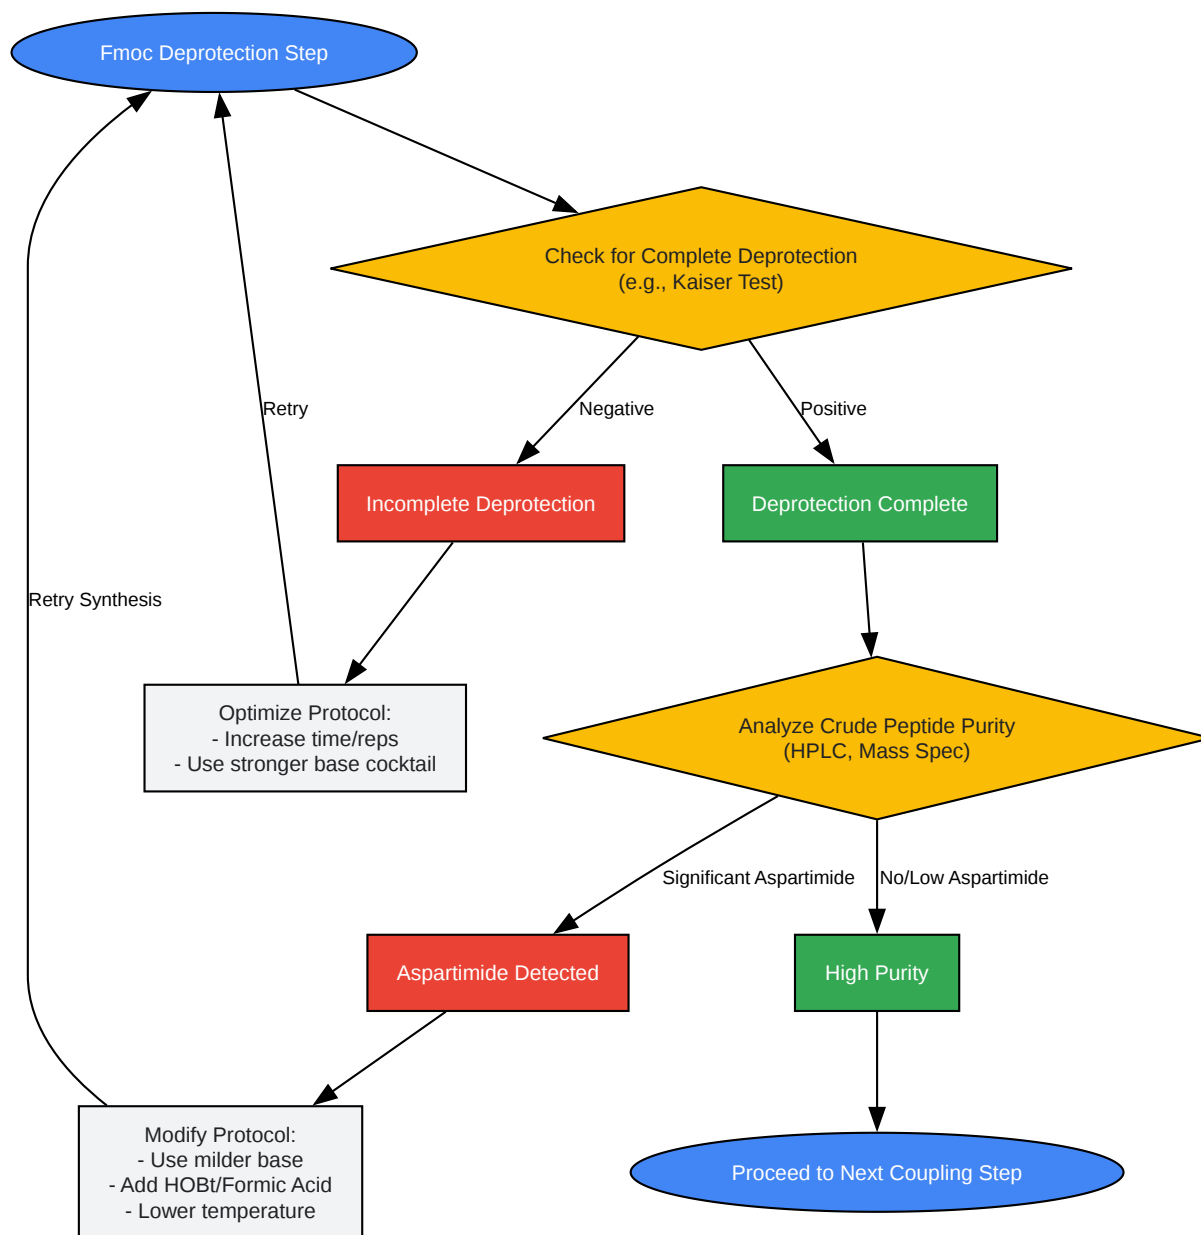 Fmoc Deprotection Step
Check for Complete Deprotection
(e.g., Kaiser Test)
Retry
Negative
Positive
Incomplete Deprotection
Deprotection Complete
Retry Synthesis
Optimize Protocol:
- Increase time/reps
- Use stronger base cocktail
Analyze Crude Peptide Purity
(HPLC, Mass Spec)
Significant Aspartimide
No/Low Aspartimide
Aspartimide Detected
High Purity
Modify Protocol:
- Use milder base
- Add HOBt/Formic Acid
- Lower temperature
Proceed to Next Coupling Step